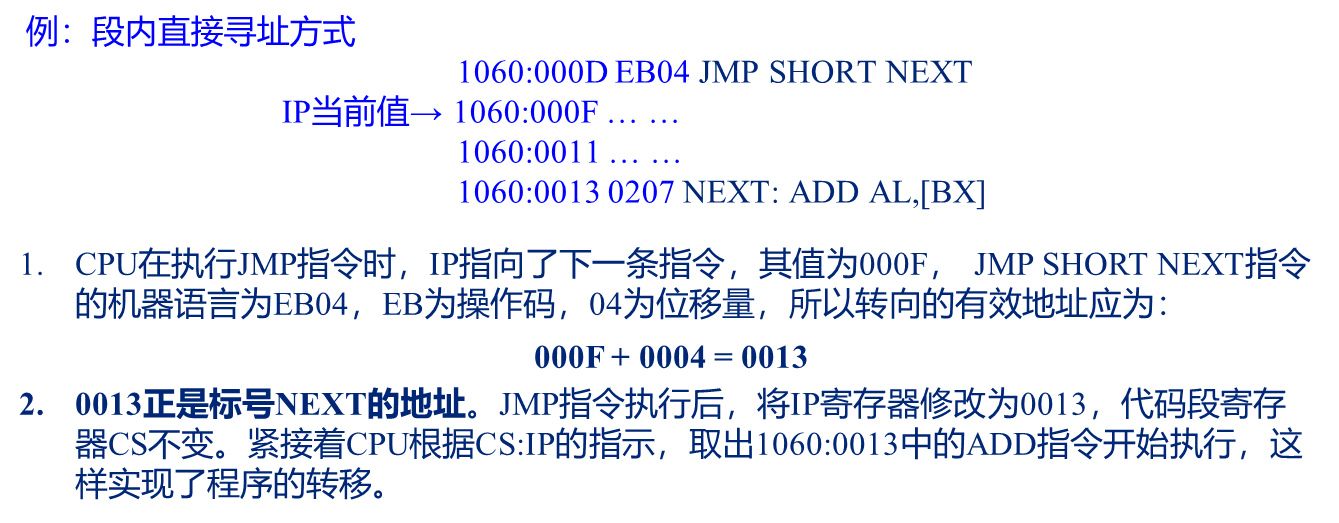 例：段内直接寻址方式
1060:000D EB04 JMP SHORT NEXT
IP当前值→ 1060:000F … …
1060:0011 … …
1060:0013 0207 NEXT: ADD AL,[BX]
1. CPU在执行JMP指令时，IP指向了下一条指令，其值为000F， JMP SHORT NEXT指令
的机器语言为EB04，EB为操作码，04为位移量，所以转向的有效地址应为：
000F + 0004 = 0013
2. 0013正是标号NEXT的地址。JMP指令执行后，将IP寄存器修改为0013，代码段寄存
器CS不变。紧接着CPU根据CS:IP的指示，取出1060:0013中的ADD指令开始执行，这
样实现了程序的转移。